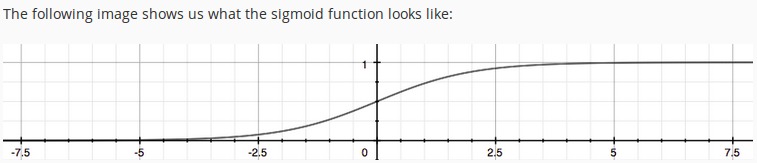 The following image shows us what the sigmoid function looks like:
1
-7.5 -5 -2.5 0 2.5 5 7.5